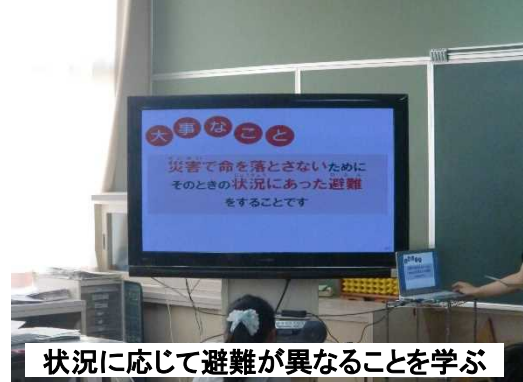 大事なこと
災害で命を落とさないために
そのときの状況にあった避難
をすることです
状況に応じて避難が異なることを学ぶ